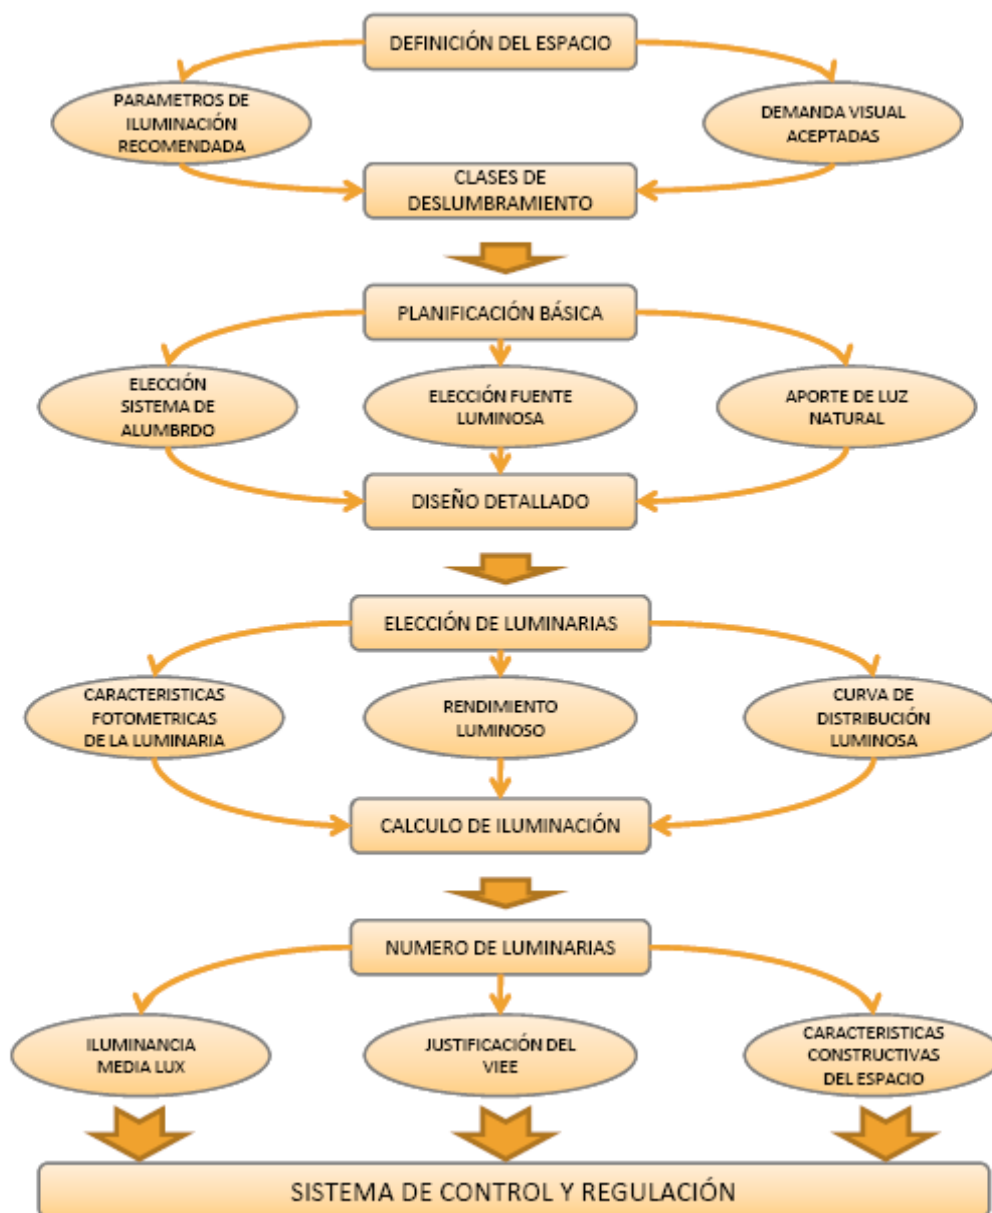 DEFINICIÓN DEL ESPACIO
PARAMETROS DE
ILUMINACIÓN
RECOMENDADA
DEMANDA VISUAL
ACEPTADAS
CLASES DE
DESLUMBRAMIENTO
PLANIFICACIÓN BÁSICA
ELECCIÓN
SISTEMA DE
ALUMBRDO
ELECCIÓN FUENTE
LUMINOSA
APORTE DE LUZ
NATURAL
DISEÑO DETALLADO
ELECCIÓN DE LUMINARIAS
CARACTERISTICAS
FOTOMETRICAS
DE LA LUMINARIA
RENDIMIENTO
LUMINOSO
CURVA DE
DISTRIBUCIÓN
LUMINOSA
CALCULO DE ILUMINACIÓN
NUMERO DE LUMINARIAS
ILUMINANCIA
MEDIA LUX
JUSTIFICACIÓN DEL
VIEE
CARACTERISTICAS
CONSTRUCTIVAS
DEL ESPACIO
SISTEMA DE CONTROL Y REGULACIÓN